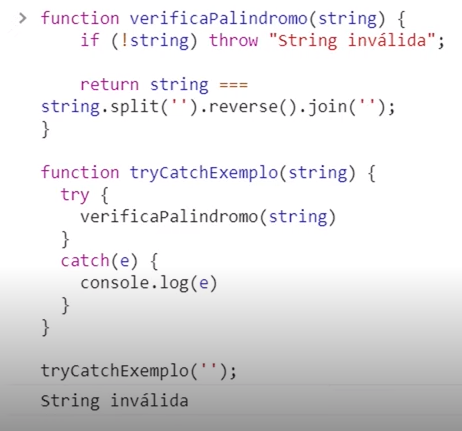 > function verificaPalindromo(string) {
    if (!string) throw "String inválida";

    return string ===
string.split('').reverse().join('');
}

function tryCatchExemplo(string) {
  try {
    verificaPalindromo(string)
  }
  catch(e) {
    console.log(e)
  }
}

tryCatchExemplo('');
String inválida